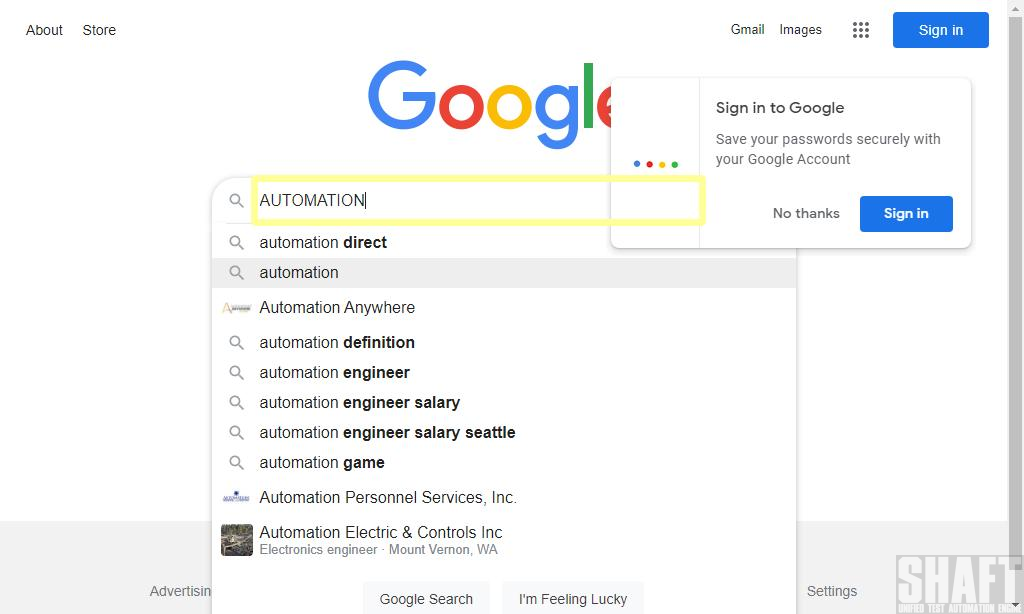 About Store
Gmail Images Sign in
Google
Sign in to Google
Save your passwords securely with
your Google Account
No thanks Sign in
AUTOMATION
automation direct
automation
Automation Anywhere
automation definition
automation engineer
automation engineer salary
automation engineer salary seattle
automation game
Automation Personnel Services, Inc.
Automation Electric & Controls Inc
Electronics engineer · Mount Vernon, WA
Google Search I'm Feeling Lucky
Advertisin Settings
SHAFT
UNIFIED TEST AUTOMATION